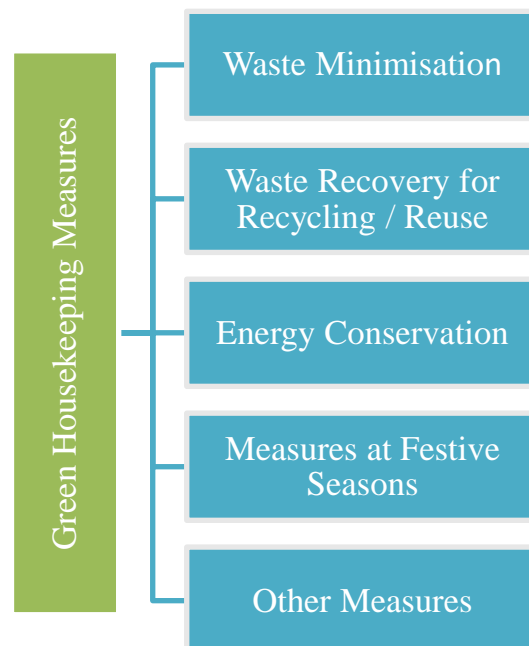 Green Housekeeping Measures
Waste Minimisation
Waste Recovery for
Recycling / Reuse
Energy Conservation
Measures at Festive
Seasons
Other Measures